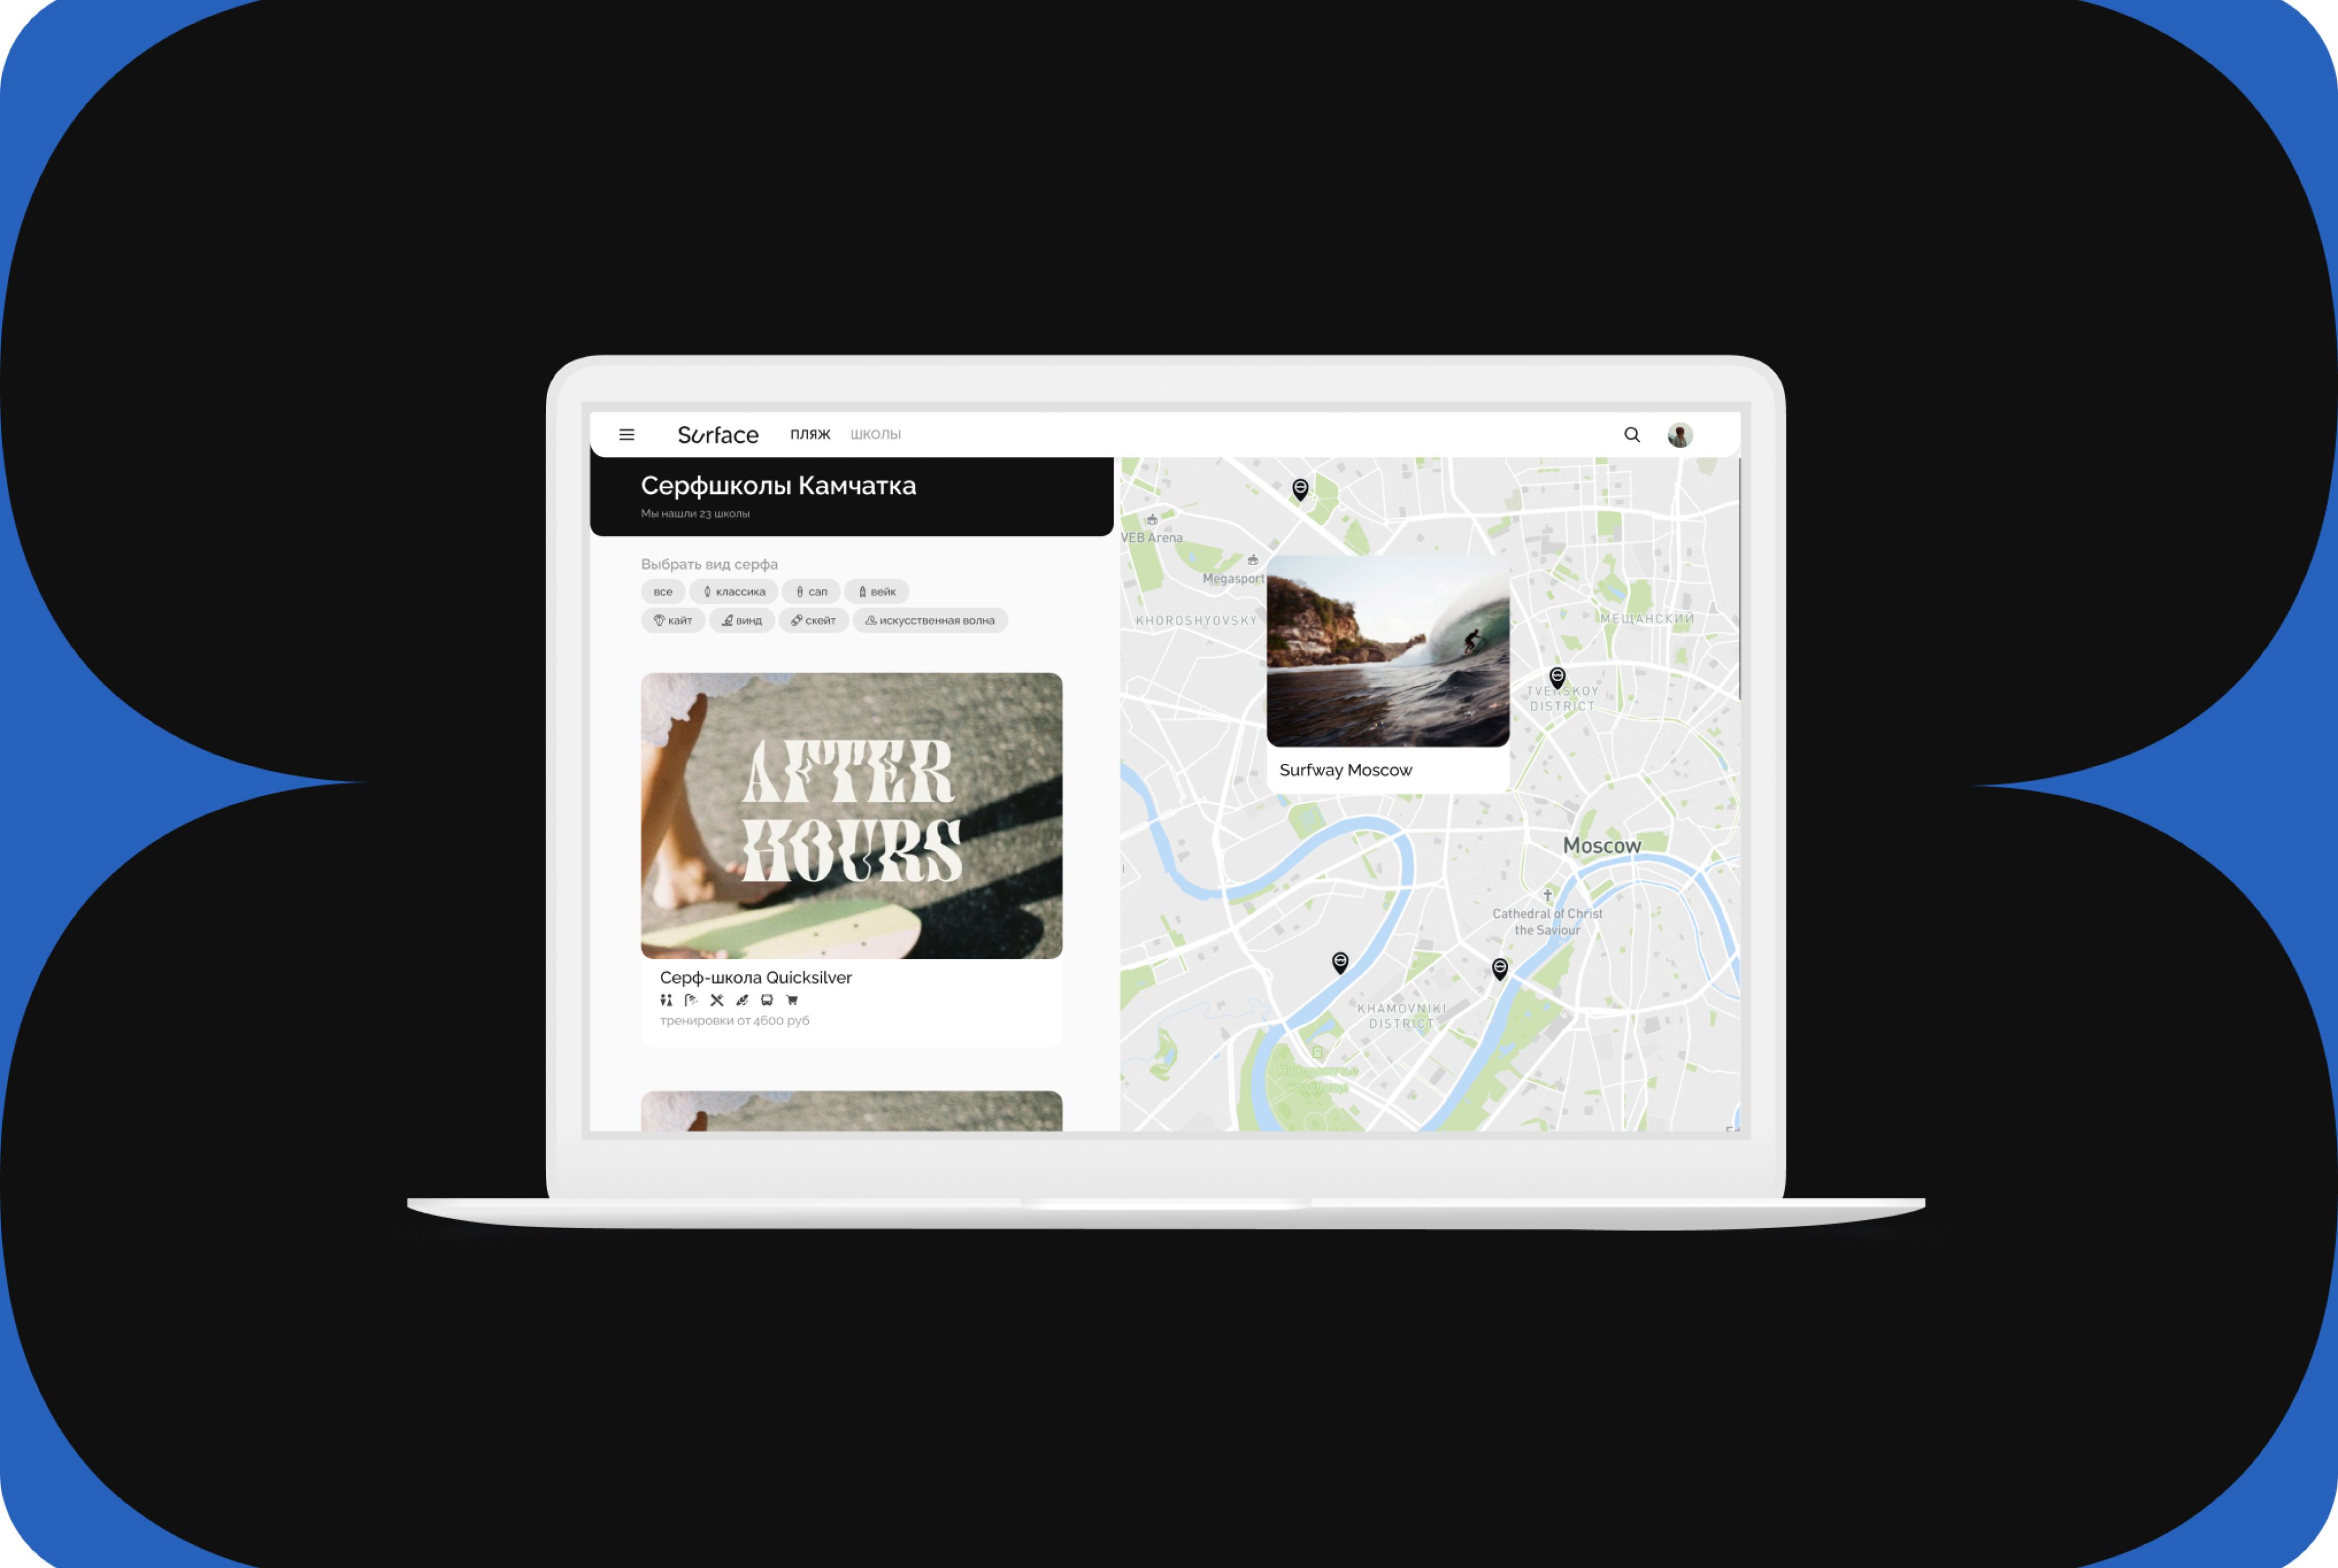 Surface
ПЛЯЖ
ШКОЛЫ
Серфшколы Камчатка
Мы нашли 23 школы
Выбрать вид серфа
все
классика
сап
вейк
кайт
винд
скейт
искусственная волна
AFTER
HOURS
Серф-школа Quicksilver
тренировки от 4600 руб
VEB Arena
Megasport
KHOROSHYOVSKY
МЕЩАНСКИЙ
TVERSKOY
DISTRICT
Surfway Moscow
Moscow
Cathedral of Christ
the Saviour
KHAMOVNIKI
DISTRICT